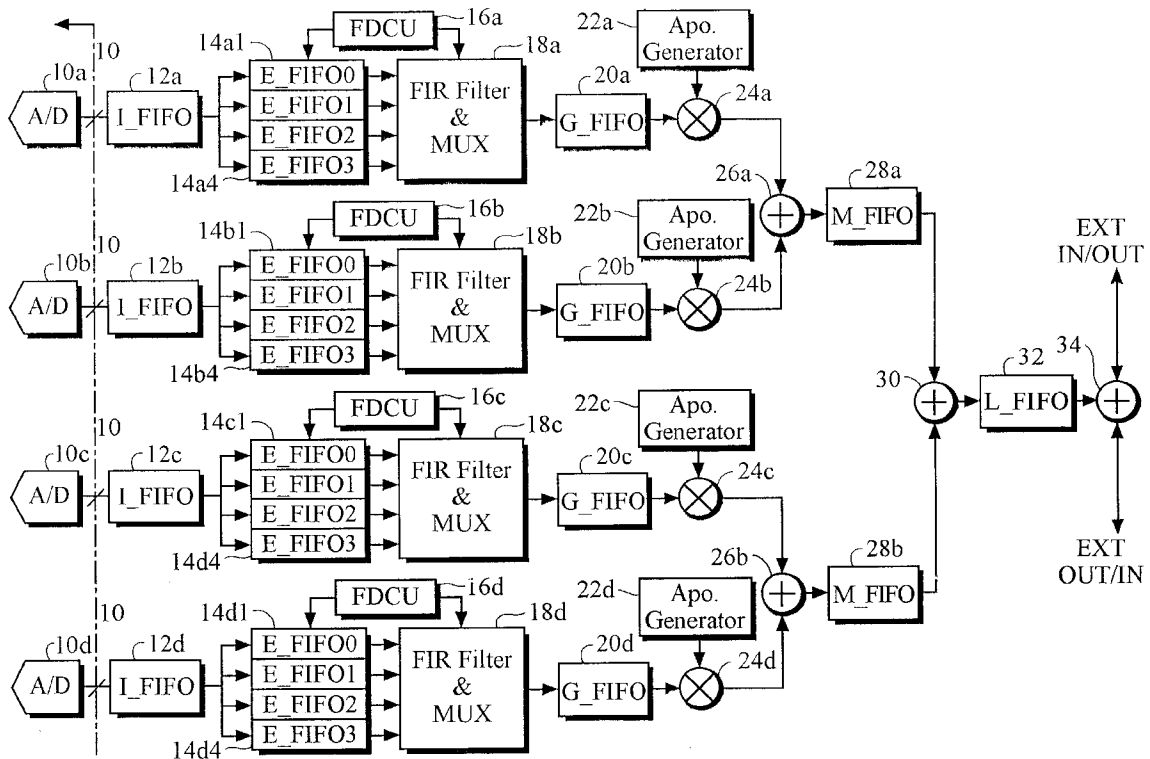 10
10a
A/D
12a
I_FIFO
14a1
E_FIFO0
E_FIFO1
E_FIFO2
E_FIFO3
14a4
FDCU
16a
18a
FIR Filter
&
MUX
20a
G_FIFO
22a
Apo.
Generator
24a
10
10b
A/D
12b
I_FIFO
14b1
E_FIFO0
E_FIFO1
E_FIFO2
E_FIFO3
14b4
FDCU
16b
18b
FIR Filter
&
MUX
20b
G_FIFO
22b
Apo.
Generator
24b
26a
28a
M_FIFO
10
10c
A/D
12c
I_FIFO
14c1
E_FIFO0
E_FIFO1
E_FIFO2
E_FIFO3
14d4
FDCU
16c
18c
FIR Filter
&
MUX
20c
G_FIFO
22c
Apo.
Generator
24c
10
10d
A/D
12d
I_FIFO
14d1
E_FIFO0
E_FIFO1
E_FIFO2
E_FIFO3
14d4
FDCU
16d
18d
FIR Filter
&
MUX
20d
G_FIFO
22d
Apo.
Generator
24d
26b
28b
M_FIFO
30
32
L_FIFO
34
EXT
IN/OUT
EXT
OUT/IN